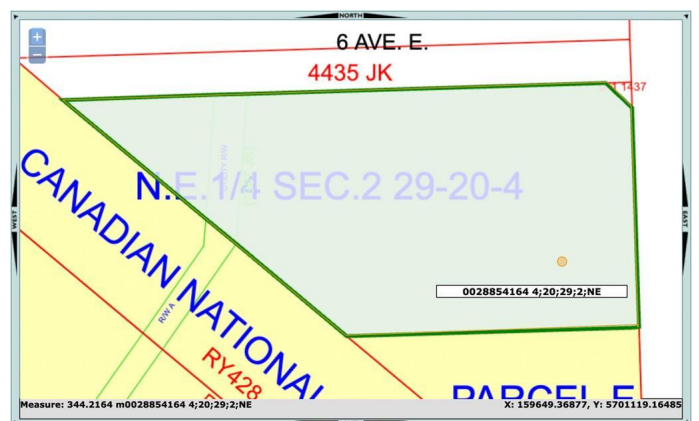 NORTH
+
6 AVE. E.
–
4435 JK
1437
CANADIAN NATIONAL
N.E.1/4 SEC.2 29-20-4
WEST
EAST
0028854164 4;20;29;2;NE
R/W A
RY428
PARCEL F
Measure: 344.2164 m0028854164 4;20;29;2;NE
X: 159649.36877, Y: 5701119.16485